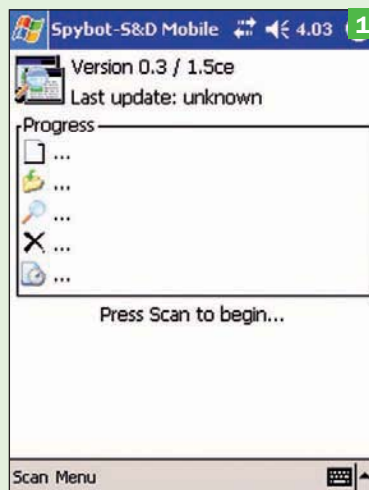 Spybot-S&D Mobile 4.03 1
Version 0.3 / 1.5ce
Last update: unknown
Progress
...
...
...
...
...
Press Scan to begin...
Scan Menu